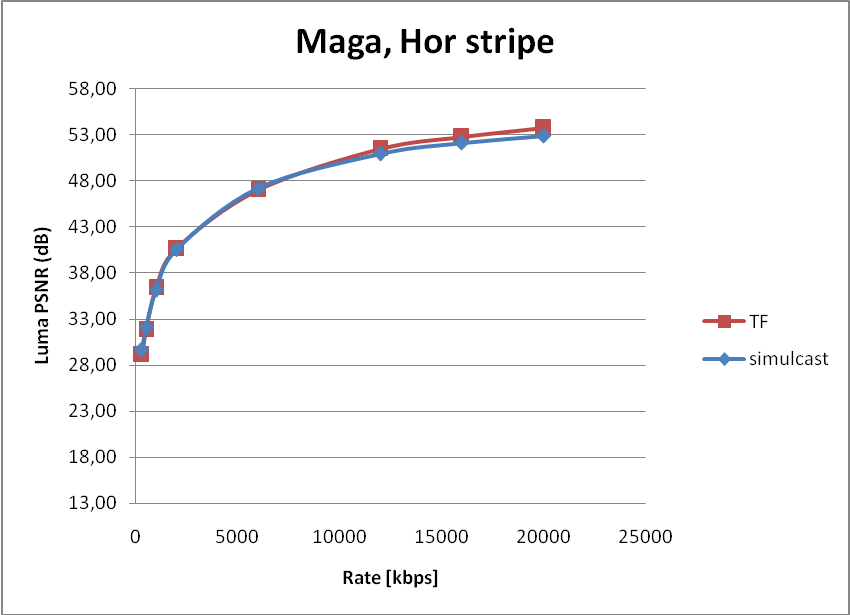 Maga, Hor stripe
58,00
53,00
48,00
43,00
38,00
33,00
28,00
23,00
18,00
13,00
Luma PSNR (dB)
0 5000 10000 15000 20000 25000
Rate [kbps]
TF
simulcast